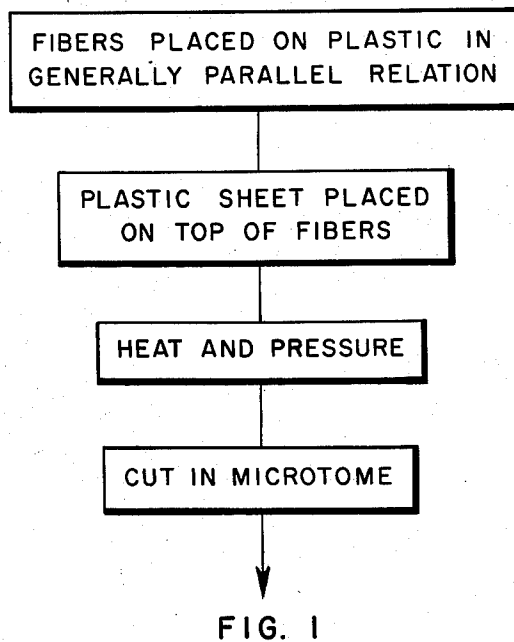 FIBERS PLACED ON PLASTIC IN
GENERALLY PARALLEL RELATION
PLASTIC SHEET PLACED
ON TOP OF FIBERS
HEAT AND PRESSURE
CUT IN MICROTOME
FIG. 1